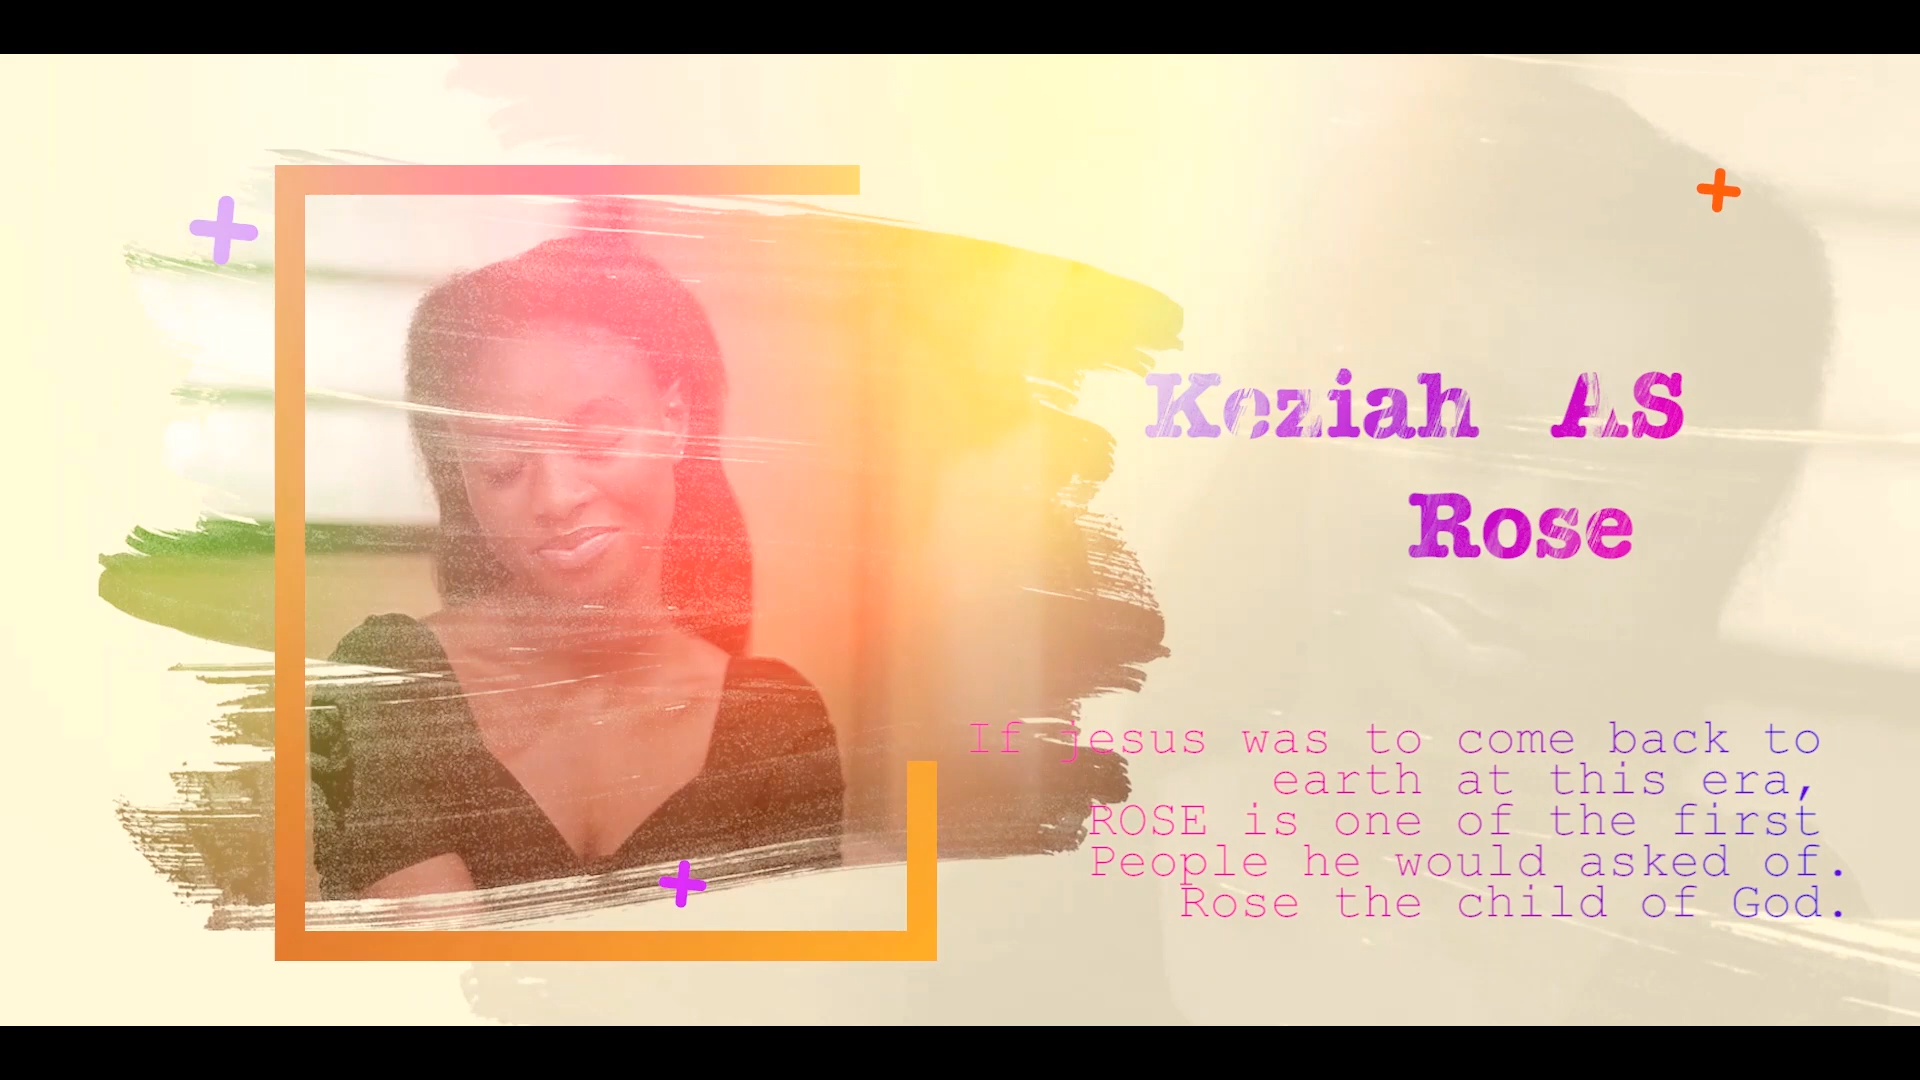 Keziah AS
Rose
If jesus was to come back to
earth at this era,
ROSE is one of the first
People he would asked of.
Rose the child of God.